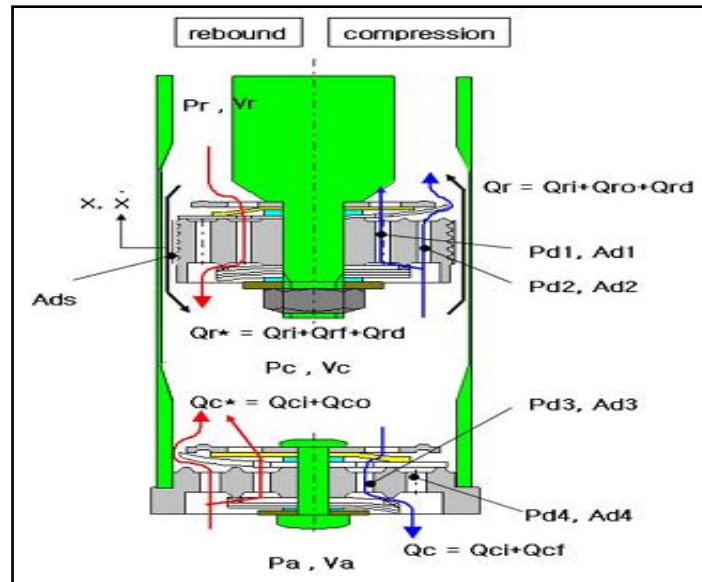 rebound compression
Pr , Vr
Qr = Qri+Qro+Qrd
X, Ẋ
Pd1, Ad1
Pd2, Ad2
Ads
Qr* = Qri+Qrf+Qrd
Pc , Vc
Qc* = Qci+Qco
Pd3, Ad3
Pd4, Ad4
Qc = Qci+Qcf
Pa , Va